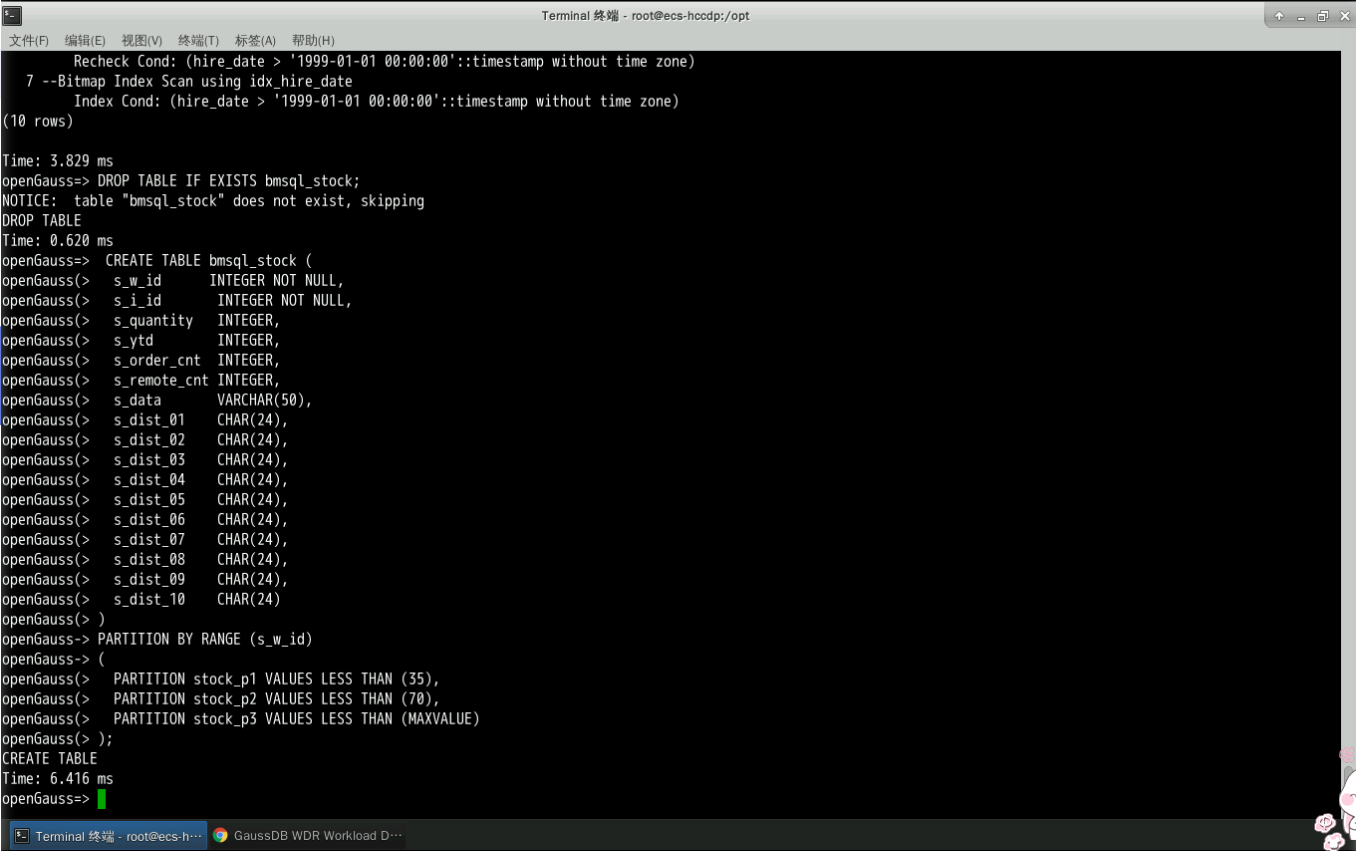 Terminal 终端 - root@ecs-hccdp:/opt
文件(F) 编辑(E) 视图(V) 终端(T) 标签(A) 帮助(H)
Recheck Cond: (hire_date > '1999-01-01 00:00:00'::timestamp without time zone)
7 --Bitmap Index Scan using idx_hire_date
Index Cond: (hire_date > '1999-01-01 00:00:00'::timestamp without time zone)
(10 rows)
Time: 3.829 ms
openGauss=> DROP TABLE IF EXISTS bmsql_stock;
NOTICE:  table "bmsql_stock" does not exist, skipping
DROP TABLE
Time: 0.620 ms
openGauss=>  CREATE TABLE bmsql_stock (
openGauss(>   s_w_id      INTEGER NOT NULL,
openGauss(>   s_i_id       INTEGER NOT NULL,
openGauss(>   s_quantity   INTEGER,
openGauss(>   s_ytd        INTEGER,
openGauss(>   s_order_cnt  INTEGER,
openGauss(>   s_remote_cnt INTEGER,
openGauss(>   s_data       VARCHAR(50),
openGauss(>   s_dist_01    CHAR(24),
openGauss(>   s_dist_02    CHAR(24),
openGauss(>   s_dist_03    CHAR(24),
openGauss(>   s_dist_04    CHAR(24),
openGauss(>   s_dist_05    CHAR(24),
openGauss(>   s_dist_06    CHAR(24),
openGauss(>   s_dist_07    CHAR(24),
openGauss(>   s_dist_08    CHAR(24),
openGauss(>   s_dist_09    CHAR(24),
openGauss(>   s_dist_10    CHAR(24)
openGauss(> )
openGauss-> PARTITION BY RANGE (s_w_id)
openGauss-> (
openGauss(>   PARTITION stock_p1 VALUES LESS THAN (35),
openGauss(>   PARTITION stock_p2 VALUES LESS THAN (70),
openGauss(>   PARTITION stock_p3 VALUES LESS THAN (MAXVALUE)
openGauss(> );
CREATE TABLE
Time: 6.416 ms
openGauss=>
Terminal 终端 - root@ecs-h··· GaussDB WDR Workload D···